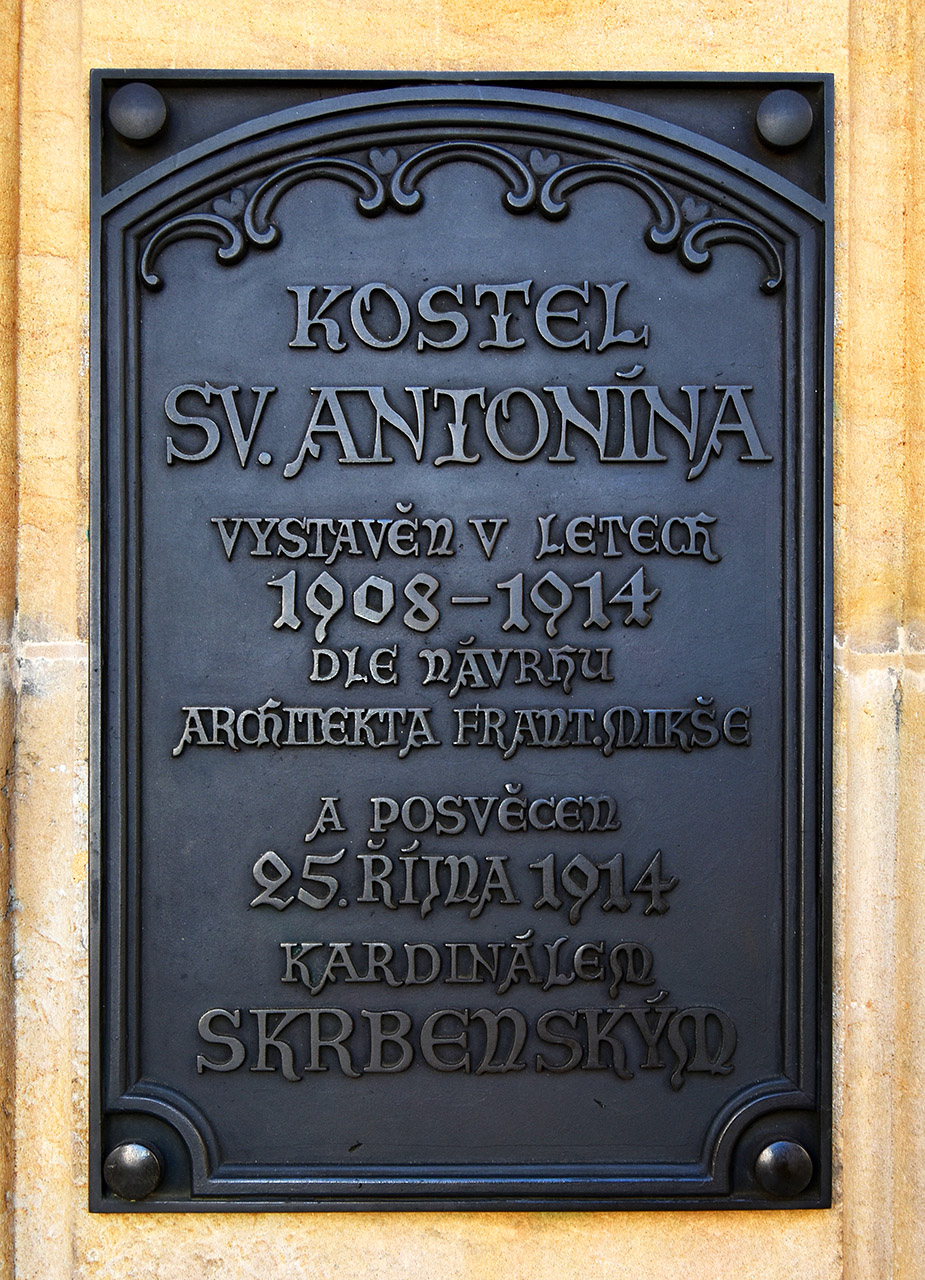 KOSTEL
SV. ANTONÍNA
VYSTAVĚN V LETECH
1908–1914
DLE NÁVRHU
ARCHITEKTA FRANT. MIKŠE
A POSVĚCEN
25. ŘÍJNA 1914
KARDINÁLEM
SKRBENSKÝM